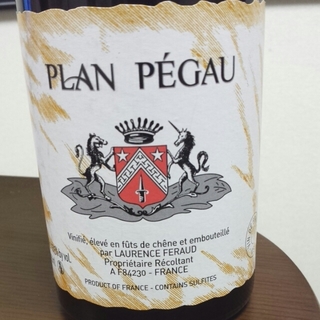 PLAN PÉGAU
Vinifié, élevé en fûts de chêne et embouteillé
par LAURENCE FERAUD
Propriétaire Récoltant
A F84230 - FRANCE
PRODUCT OF FRANCE - CONTAINS SULFITES